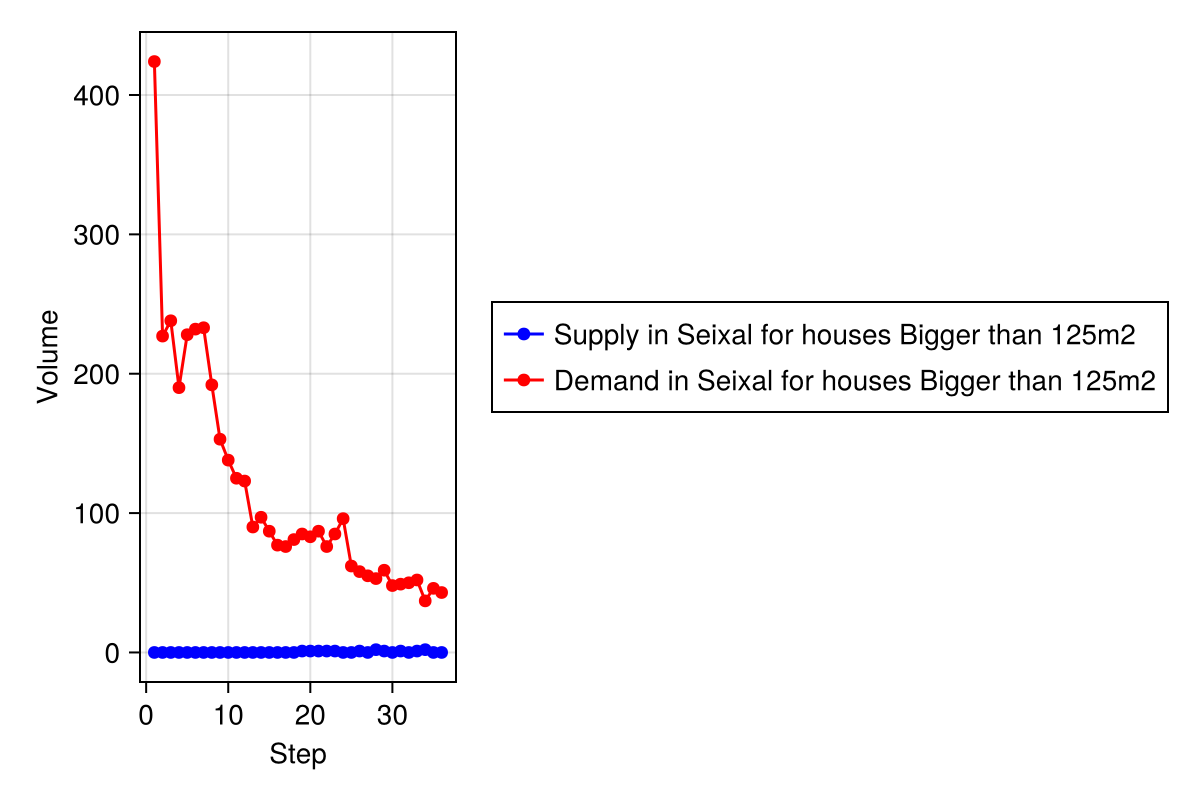 Volume
400
300
200
100
0
0 10 20 30
Step
Supply in Seixal for houses Bigger than 125m2
Demand in Seixal for houses Bigger than 125m2